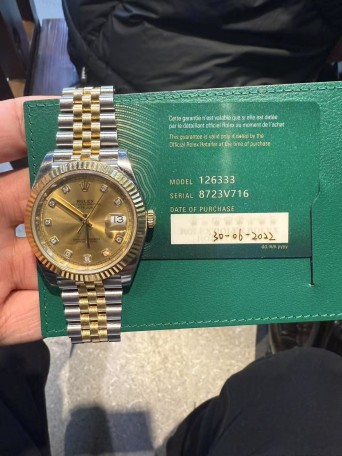 Cette garantie n'est valable que si elle est datée
par le détaillant officiel Rolex au moment de l'achat
This guarantee is only valid if dated by the
Official Rolex Retailer at the time of purchase
MODEL 126333
SERIAL 8723V716
DATE OF PURCHASE
30-06-2022
dd mm yyyy
ROLEX